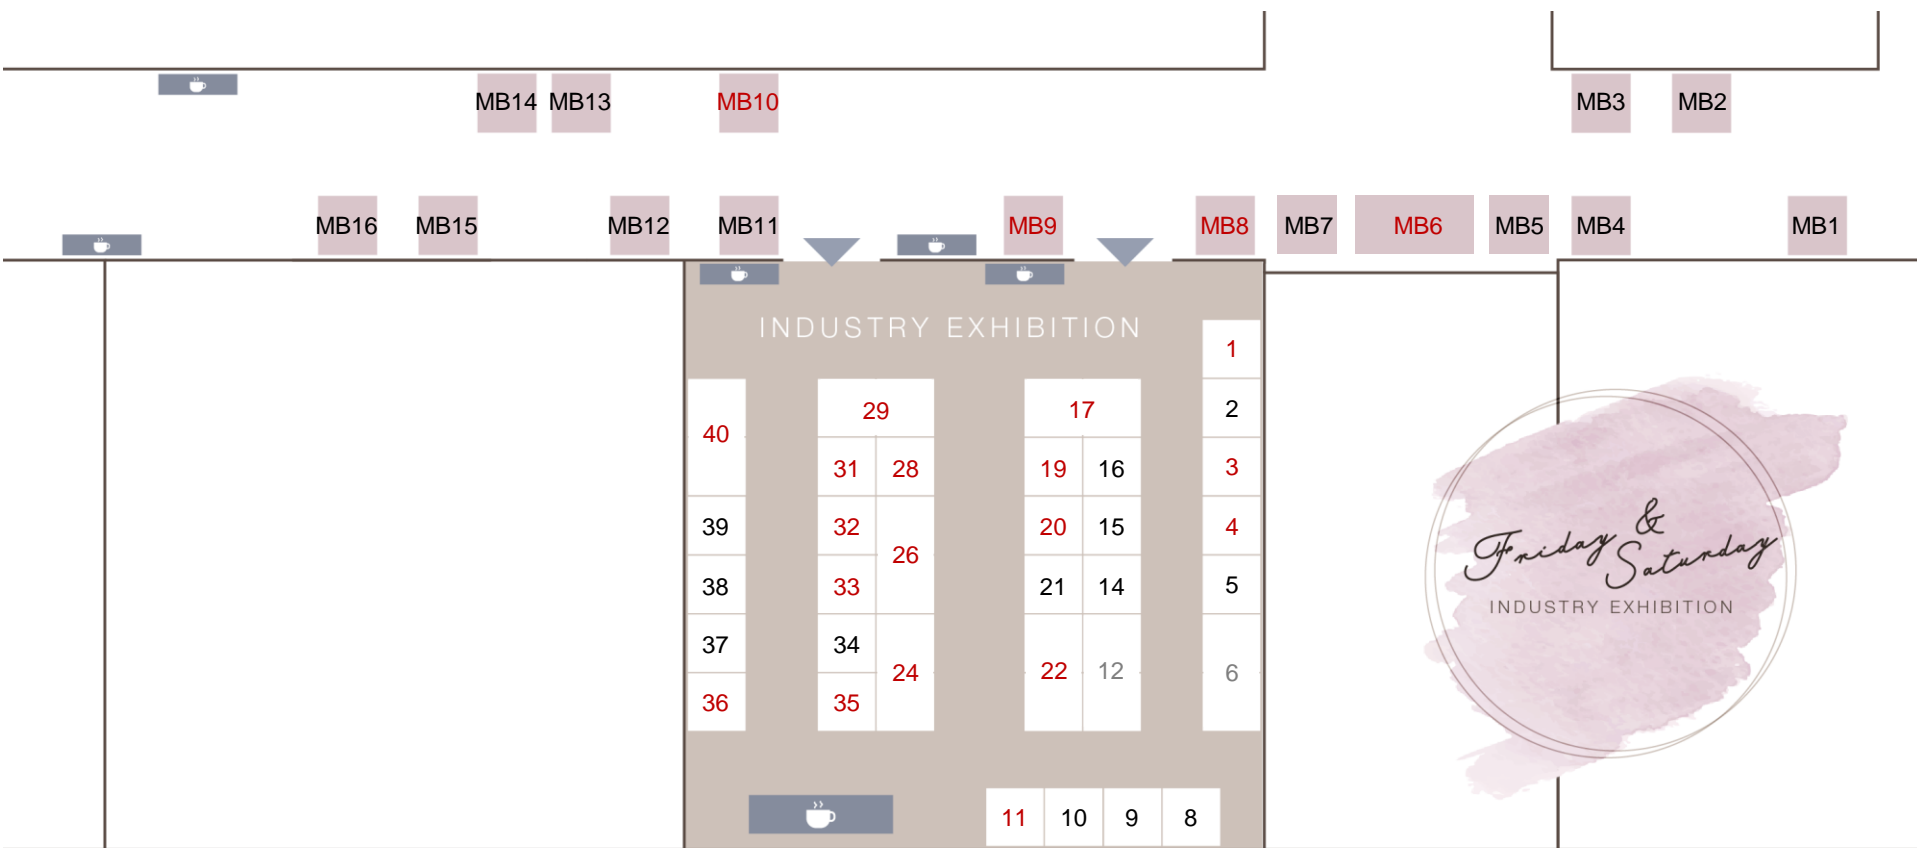 MB14 MB13 MB10 MB3 MB2
MB16 MB15 MB12 MB11 MB9 MB8 MB7 MB6 MB5 MB4 MB1
INDUSTRY EXHIBITION
1
29 17 2
40
31 28 19 16 3
39 32 20 15 4
26
38 33 21 14 5
37 34
24 22 12 6
36 35
11 10 9 8
Friday &
Saturday
INDUSTRY EXHIBITION